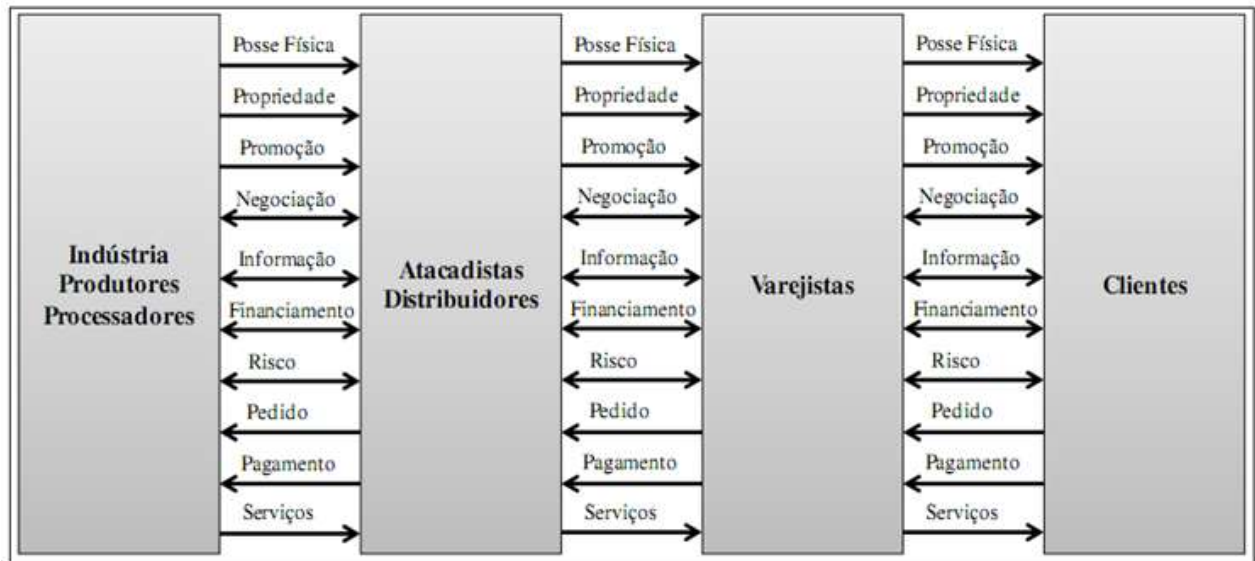 Posse Física
Propriedade
Promoção
Negociação
Informação
Financiamento
Risco
Pedido
Pagamento
Serviços
Posse Física
Propriedade
Promoção
Negociação
Informação
Financiamento
Risco
Pedido
Pagamento
Serviços
Posse Física
Propriedade
Promoção
Negociação
Informação
Financiamento
Risco
Pedido
Pagamento
Serviços
Indústria
Produtores
Processadores
Atacadistas
Distribuidores
Varejistas
Clientes